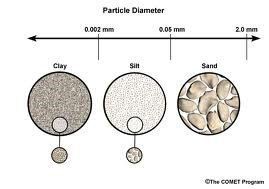 Particle Diameter
0.002 mm 0.05 mm 2.0 mm
Clay Silt Sand
©The COMET Program